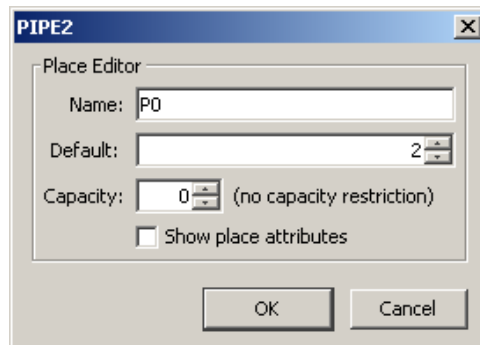 PIPE2
Place Editor
Name: P0
Default: 2
Capacity: 0 (no capacity restriction)
Show place attributes
OK Cancel